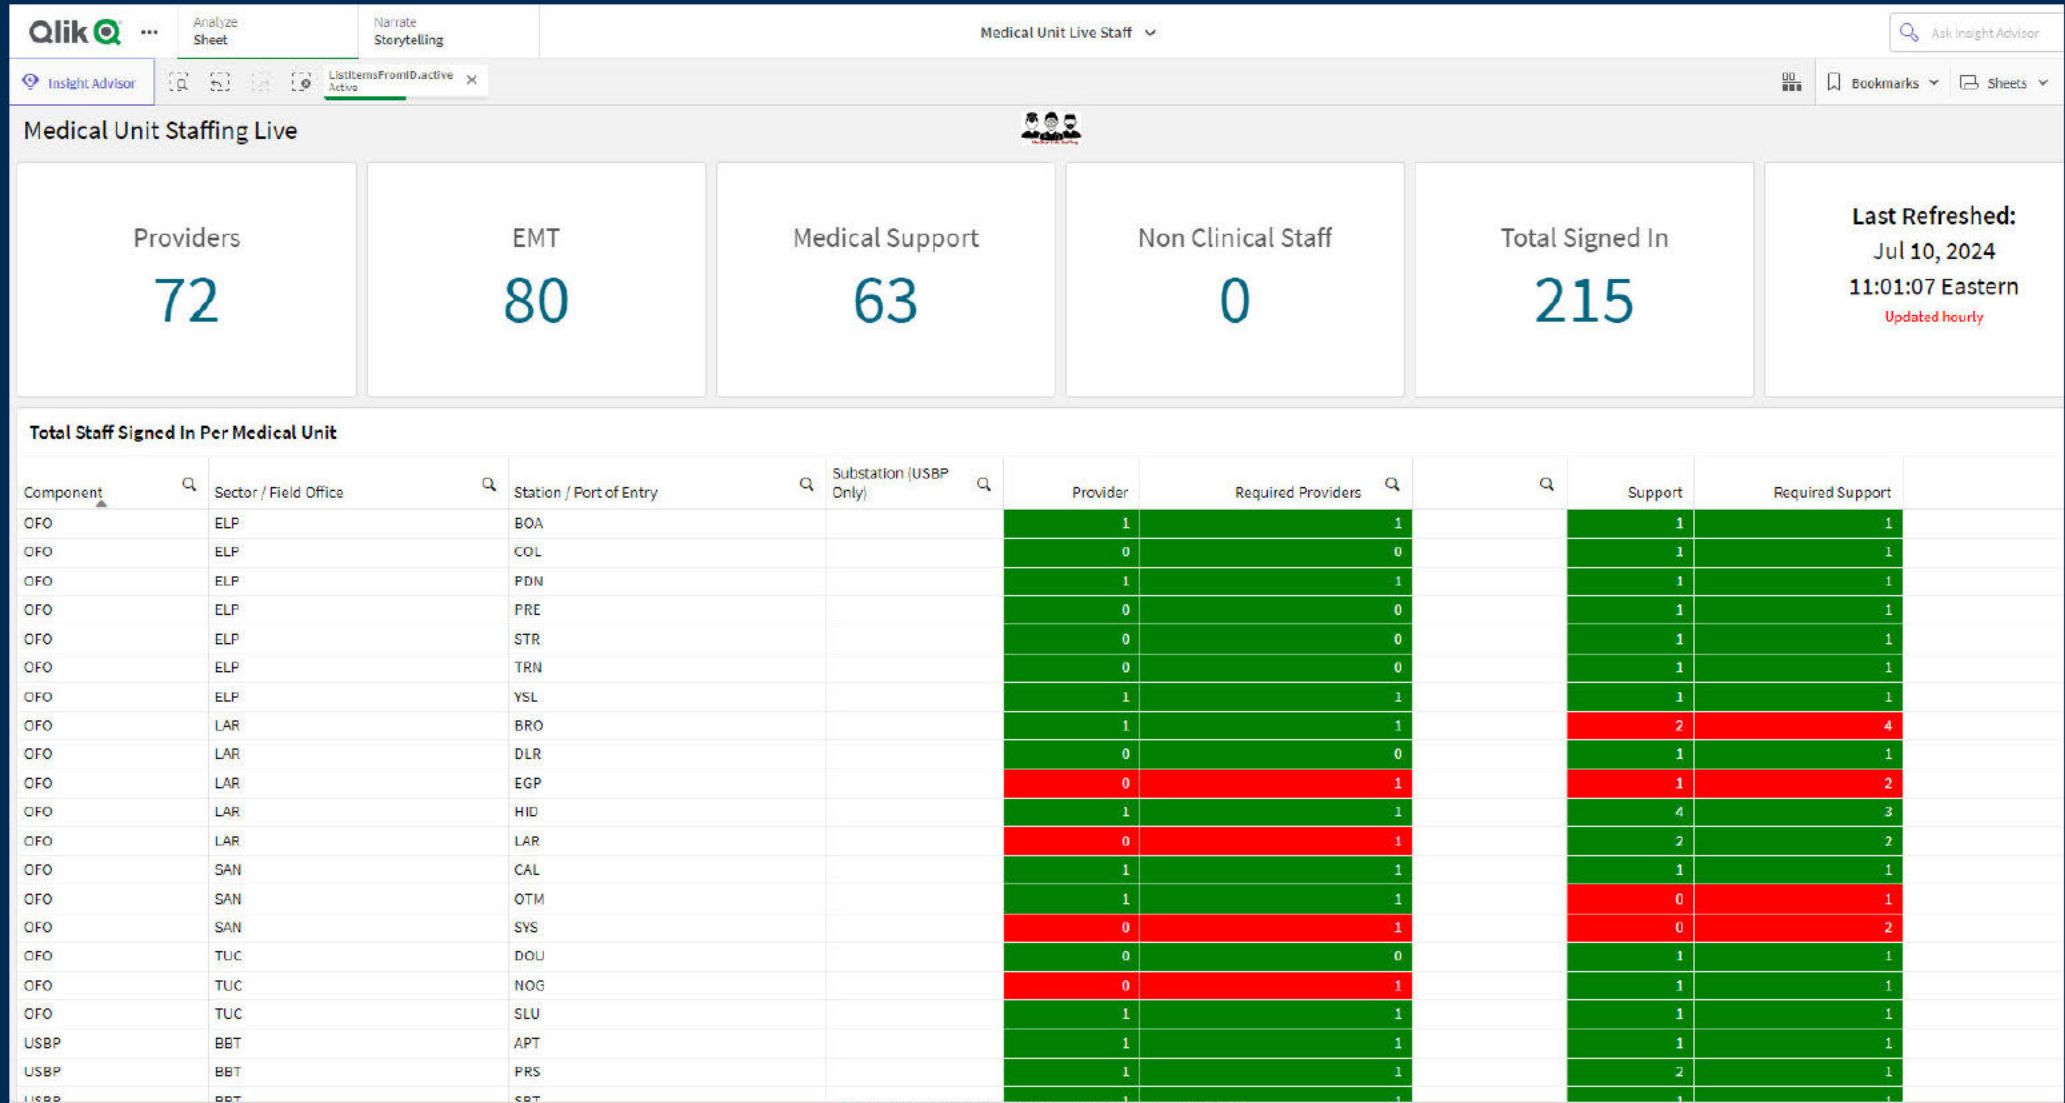 Qlik
Analyze
Sheet
Narrate
Storytelling
Medical Unit Live Staff
Ask Insight Advisor
Insight Advisor
ListItemsFromID.active
Active
Bookmarks
Sheets
Medical Unit Staffing Live
Providers
72
EMT
80
Medical Support
63
Non Clinical Staff
0
Total Signed In
215
Last Refreshed:
Jul 10, 2024
11:01:07 Eastern
Updated hourly
Total Staff Signed In Per Medical Unit
Component Sector / Field Office Station / Port of Entry Substation (USBP Only) Provider Required Providers Support Required Support
OFO ELP BOA 1 1 1 1
OFO ELP COL 0 0 1 1
OFO ELP PDN 1 1 1 1
OFO ELP PRE 0 0 1 1
OFO ELP STR 0 0 1 1
OFO ELP TRN 0 0 1 1
OFO ELP YSL 1 1 1 1
OFO LAR BRO 1 1 2 4
OFO LAR DLR 0 0 1 1
OFO LAR EGP 0 1 1 2
OFO LAR HID 1 1 4 3
OFO LAR LAR 0 1 2 2
OFO SAN CAL 1 1 1 1
OFO SAN OTM 1 1 0 1
OFO SAN SYS 0 1 0 2
OFO TUC DOU 0 0 1 1
OFO TUC NOG 0 1 1 1
OFO TUC SLU 1 1 1 1
USBP BBT APT 1 1 1 1
USBP BBT PRS 1 1 2 1
USBP BBT 1 1 1 1